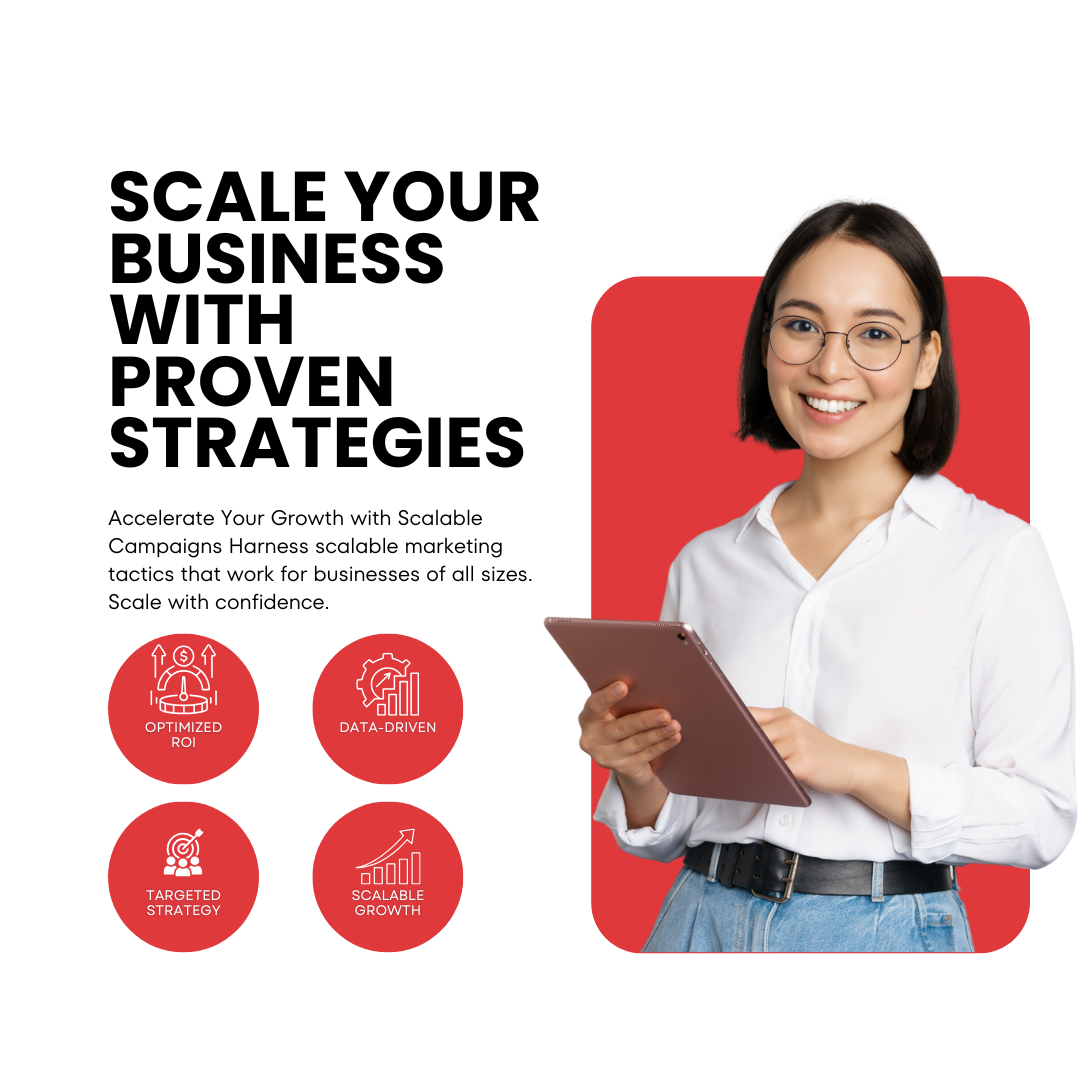 SCALE YOUR
BUSINESS
WITH
PROVEN
STRATEGIES
Accelerate Your Growth with Scalable
Campaigns Harness scalable marketing
tactics that work for businesses of all sizes.
Scale with confidence.
$
OPTIMIZED
ROI
DATA-DRIVEN
TARGETED
STRATEGY
SCALABLE
GROWTH